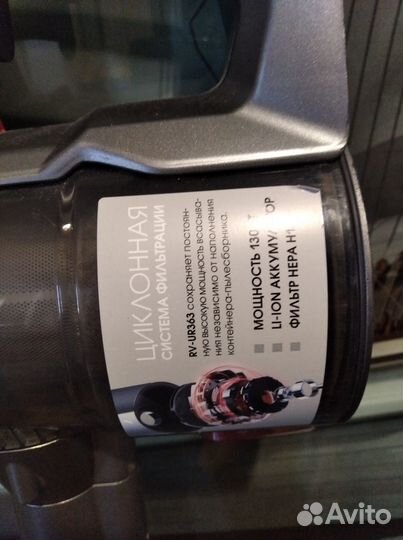 ЦИКЛОННАЯ
СИСТЕМА ФИЛЬТРАЦИИ
RV-UR363 сохраняет постоян-
ную высокую мощность всасыва-
ния независимо от наполнения
контейнера-пылесборника.
МОЩНОСТЬ 130
LI-ION АККУМУЛ
ФИЛЬТР HEPA H
Avito